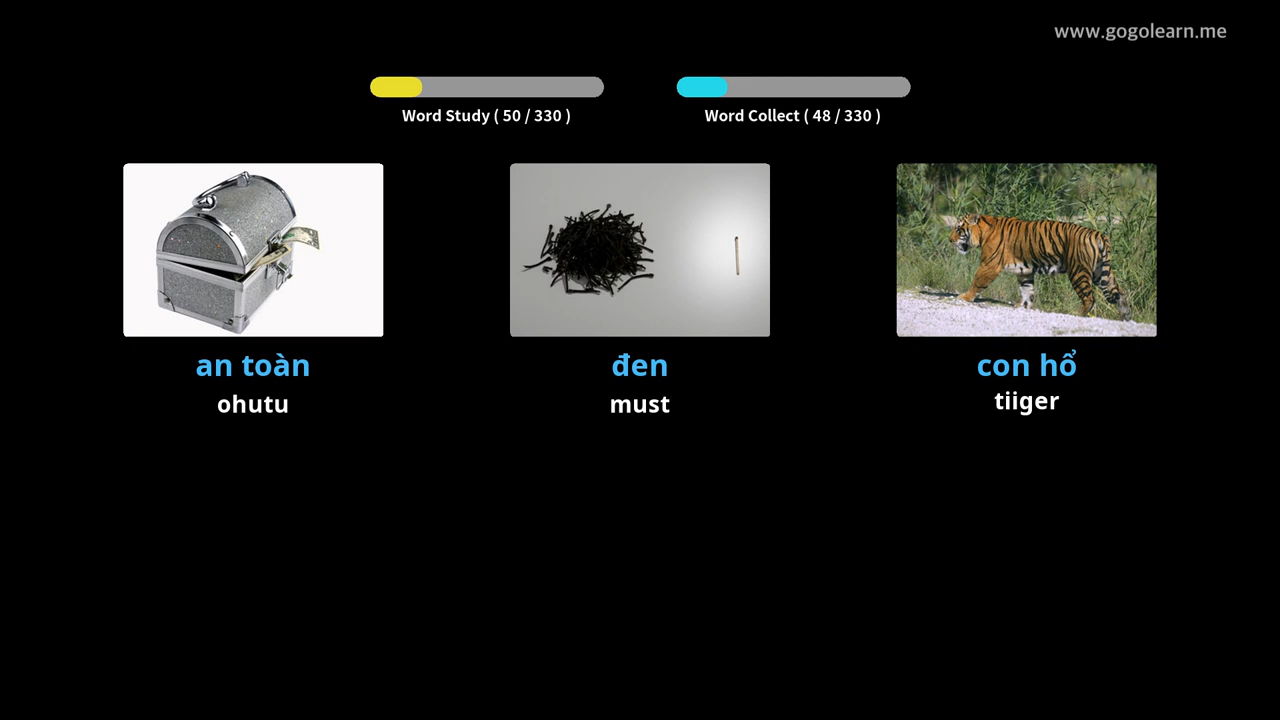 www.gogolearn.me
Word Study ( 50 / 330 )
Word Collect ( 48 / 330 )
an toàn
đen
con hổ
ohutu
must
tiiger